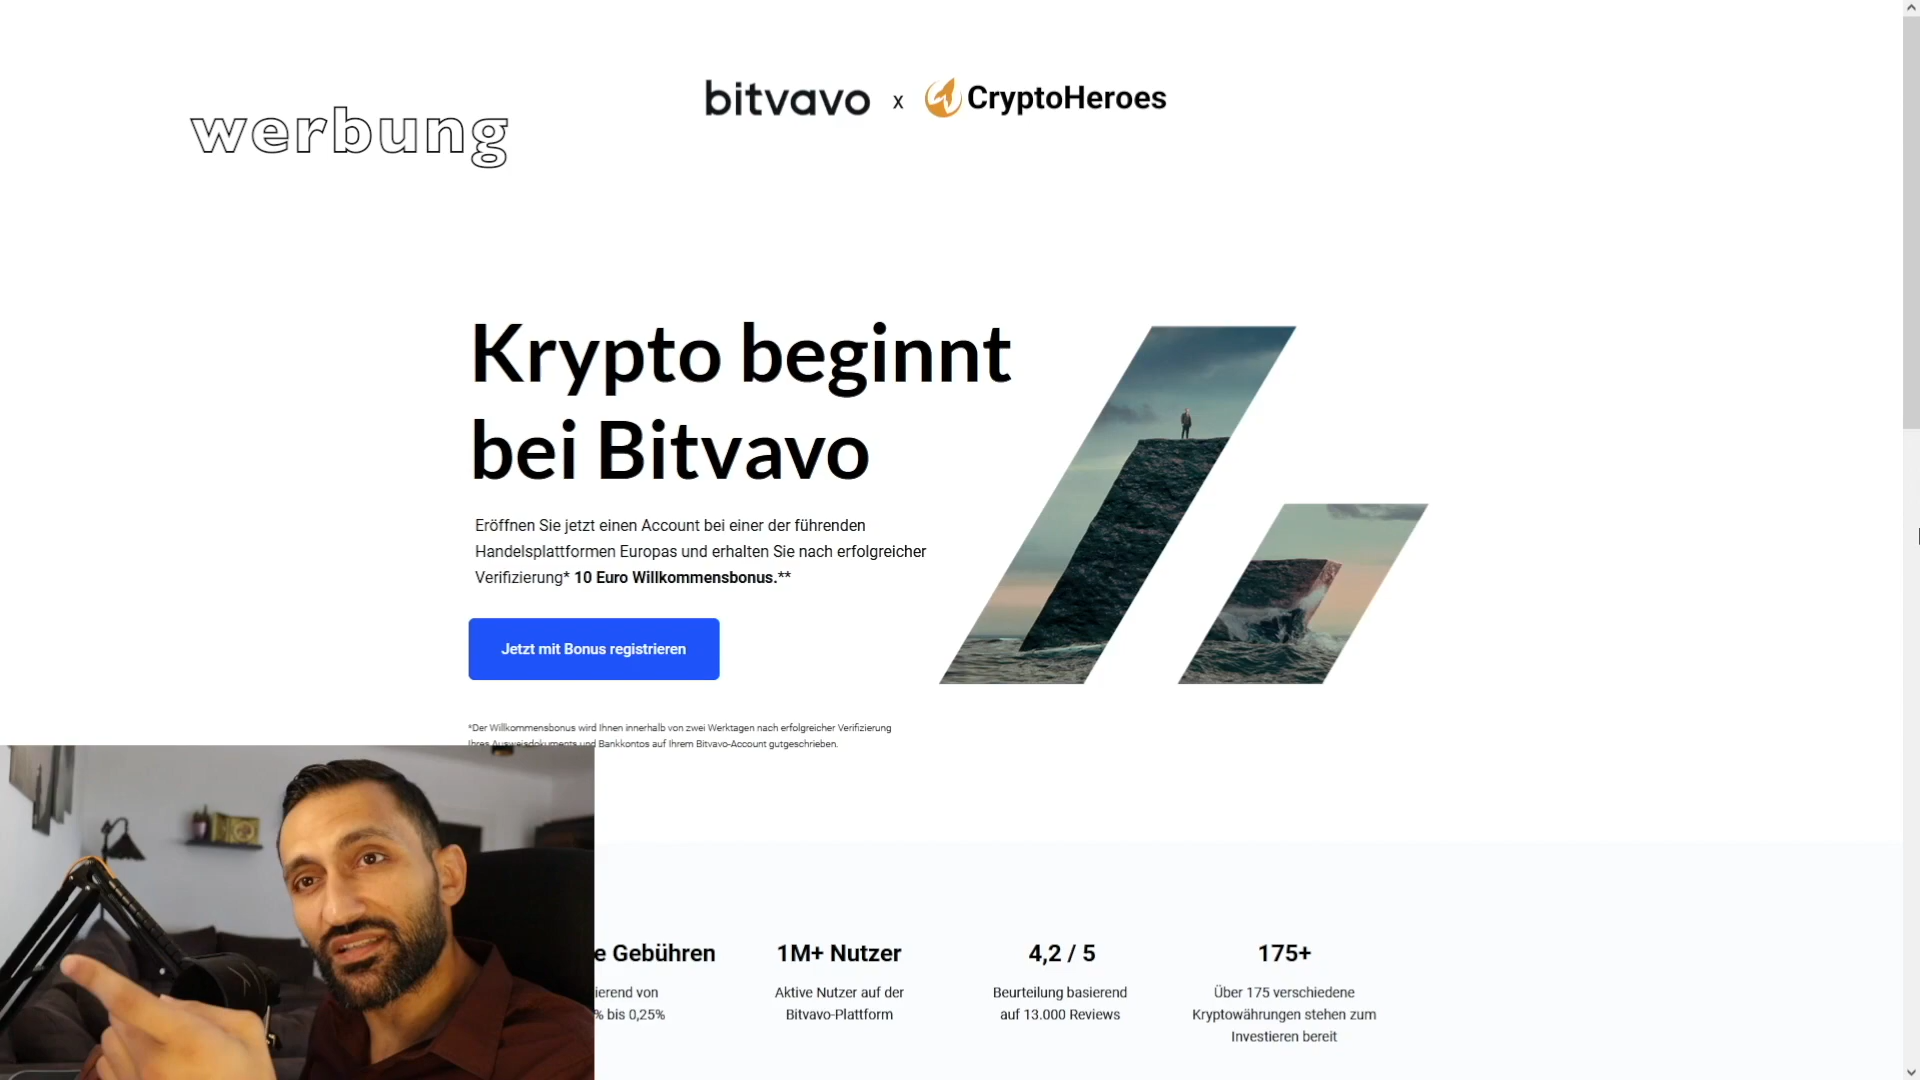 werbung
bitvavo x CryptoHeroes
Krypto beginnt
bei Bitvavo
Eröffnen Sie jetzt einen Account bei einer der führenden
Handelsplattformen Europas und erhalten Sie nach erfolgreicher
Verifizierung* 10 Euro Willkommensbonus.**
Jetzt mit Bonus registrieren
*Der Willkommensbonus wird Ihnen innerhalb von zwei Werktagen nach erfolgreicher Verifizierung
Ihres Ausweisdokuments und Bankkontos auf Ihrem Bitvavo-Account gutgeschrieben.
e Gebühren
ierend von
% bis 0,25%
1M+ Nutzer
Aktive Nutzer auf der
Bitvavo-Plattform
4,2 / 5
Beurteilung basierend
auf 13.000 Reviews
175+
Über 175 verschiedene
Kryptowährungen stehen zum
Investieren bereit